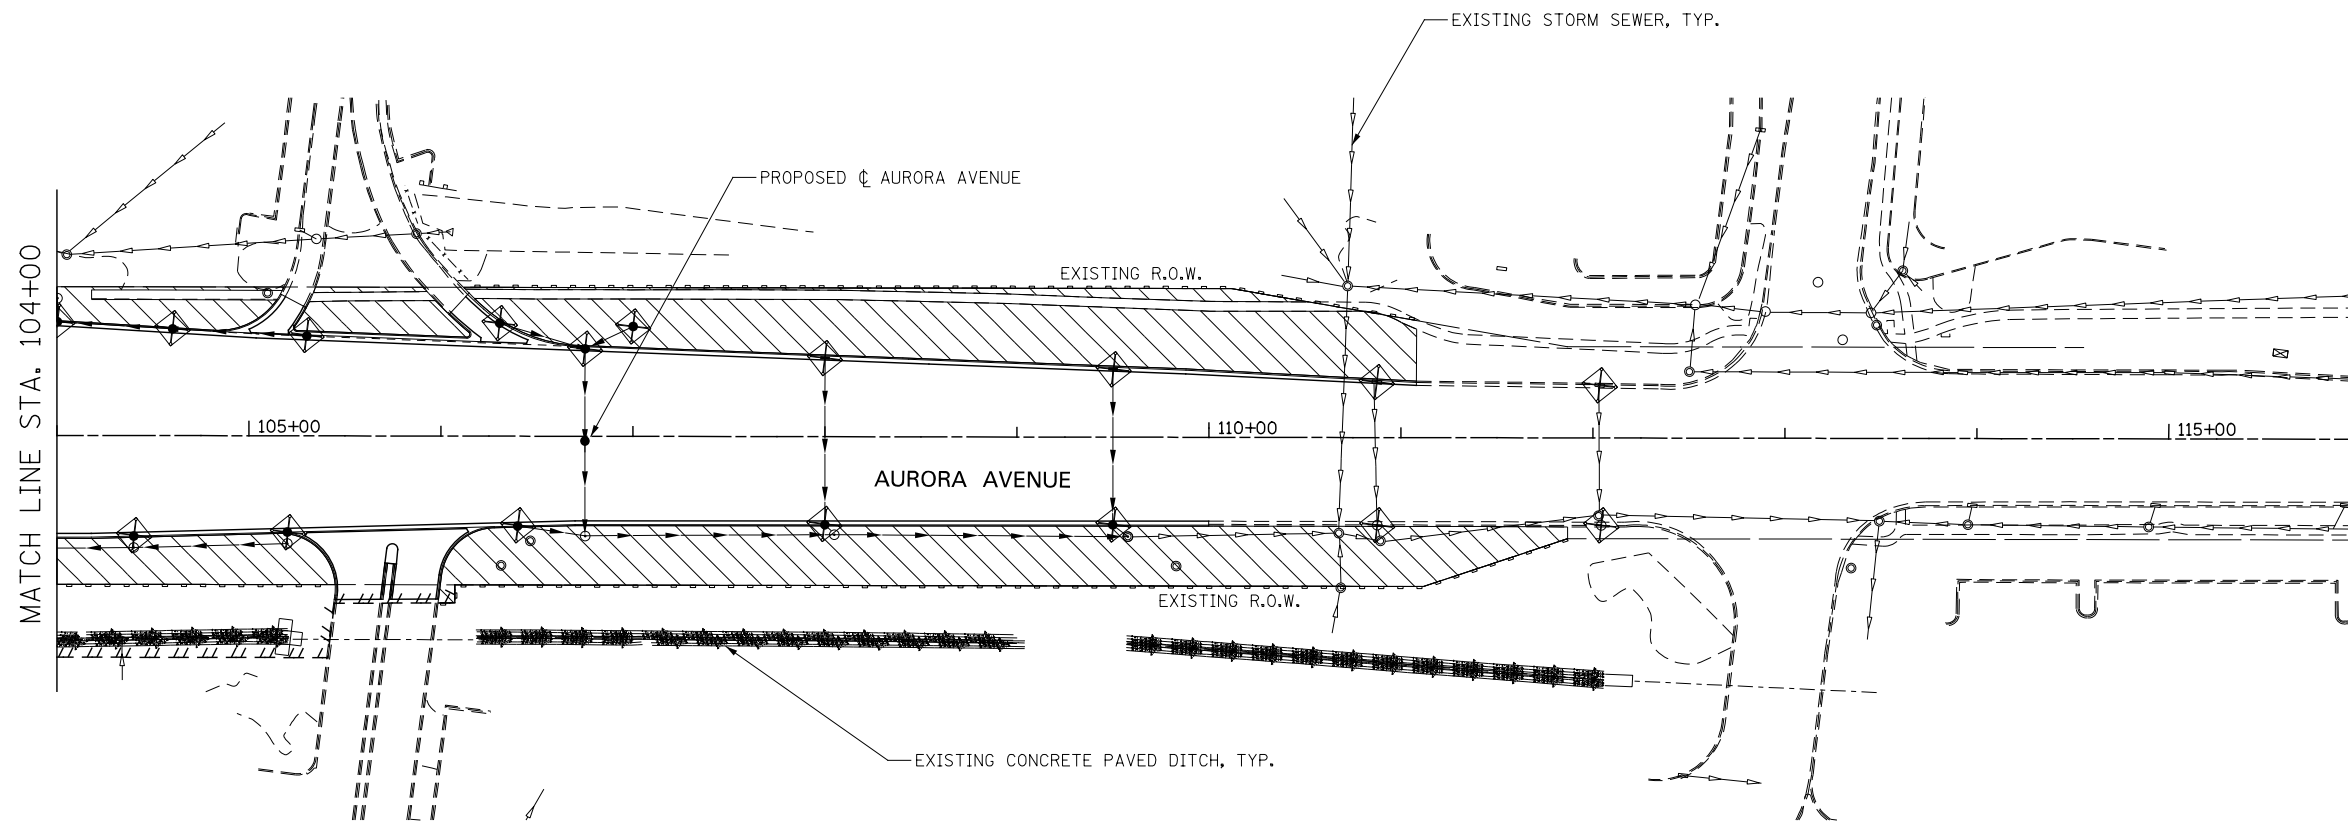 EXISTING STORM SEWER, TYP.
PROPOSED ℄ AURORA AVENUE
MATCH LINE STA. 104+00
EXISTING R.O.W.
105+00
110+00
115+00
AURORA AVENUE
EXISTING R.O.W.
EXISTING CONCRETE PAVED DITCH, TYP.